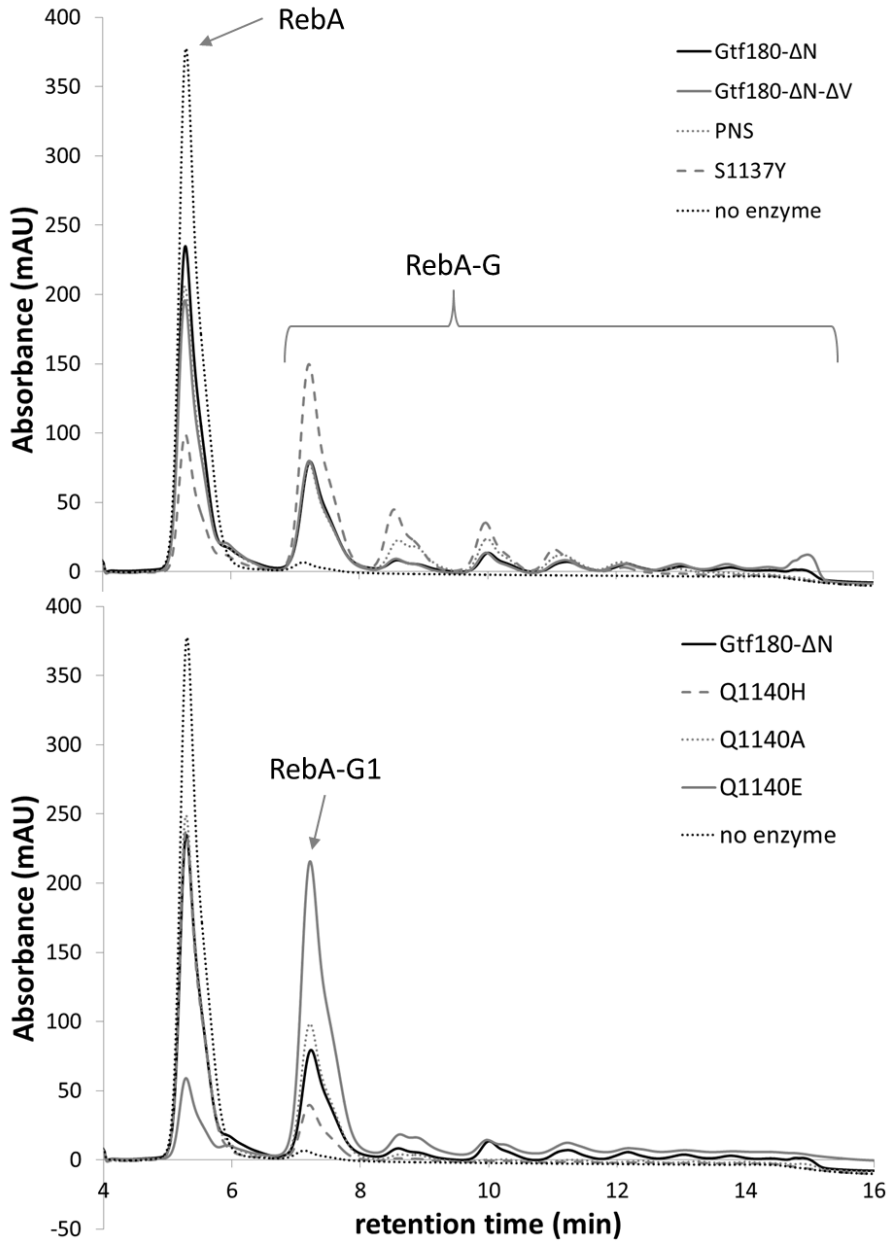 400
350
300
250
200
150
100
50
0
Absorbance (mAU)
RebA
RebA-G
Gtf180-ΔN
Gtf180-ΔN-ΔV
PNS
S1137Y
no enzyme
400
350
300
250
200
150
100
50
0
-50
Absorbance (mAU)
RebA-G1
Gtf180-ΔN
Q1140H
Q1140A
Q1140E
no enzyme
4 6 8 10 12 14 16
retention time (min)